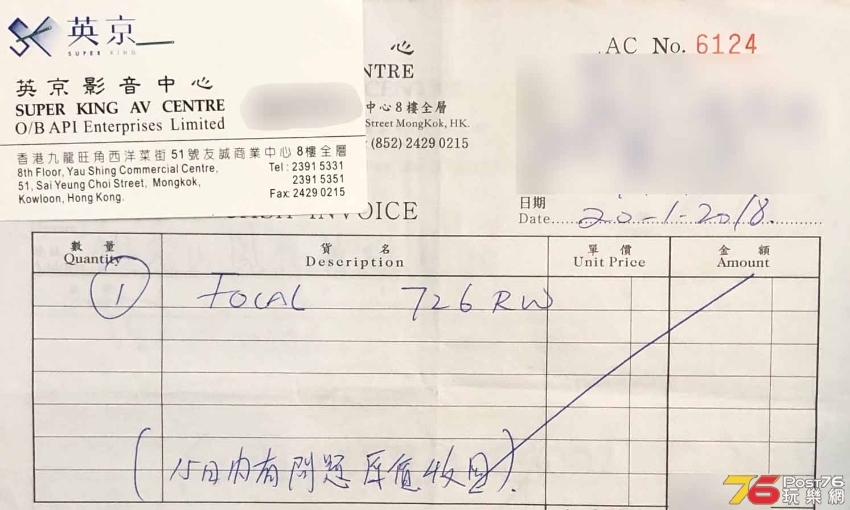 英京
SUPER KING
英京影音中心
SUPER KING AV CENTRE
O/B API Enterprises Limited
香港九龍旺角西洋菜街51號友誠商業中心8樓全層
8th Floor, Yau Shing Commercial Centre,
51, Sai Yeung Choi Street, Mongkok,
Kowloon, Hong Kong.
Tel: 2391 5331
2391 5351
Fax: 2429 0215
心
NTRE
中心8樓全層
Street MongKok, HK.
(852) 2429 0215
AC No. 6124
INVOICE
日期
Date 20-1-2018.
數量 貨名 單價 金額
Quantity Description Unit Price Amount
1 FOCAL 726 RW
(15日內有問題原價收回).
Post76
玩樂網